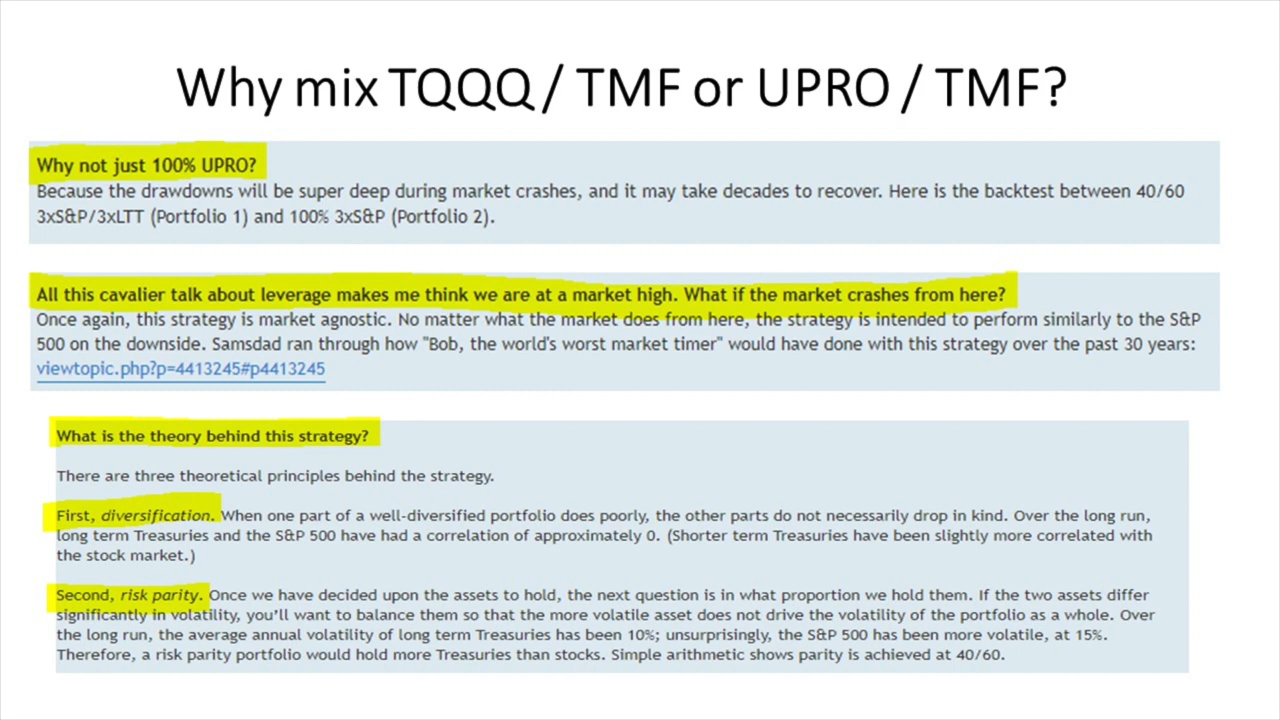 Why mix TQQQ / TMF or UPRO / TMF?
Why not just 100% UPRO?
Because the drawdowns will be super deep during market crashes, and it may take decades to recover. Here is the backtest between 40/60
3xS&P/3xLTT (Portfolio 1) and 100% 3xS&P (Portfolio 2).
All this cavalier talk about leverage makes me think we are at a market high. What if the market crashes from here?
Once again, this strategy is market agnostic. No matter what the market does from here, the strategy is intended to perform similarly to the S&P
500 on the downside. Samsdad ran through how "Bob, the world's worst market timer" would have done with this strategy over the past 30 years:
viewtopic.php?p=4413245#p4413245
What is the theory behind this strategy?
There are three theoretical principles behind the strategy.
First, diversification. When one part of a well-diversified portfolio does poorly, the other parts do not necessarily drop in kind. Over the long run,
long term Treasuries and the S&P 500 have had a correlation of approximately 0. (Shorter term Treasuries have been slightly more correlated with
the stock market.)
Second, risk parity. Once we have decided upon the assets to hold, the next question is in what proportion we hold them. If the two assets differ
significantly in volatility, you’ll want to balance them so that the more volatile asset does not drive the volatility of the portfolio as a whole. Over
the long run, the average annual volatility of long term Treasuries has been 10%; unsurprisingly, the S&P 500 has been more volatile, at 15%.
Therefore, a risk parity portfolio would hold more Treasuries than stocks. Simple arithmetic shows parity is achieved at 40/60.